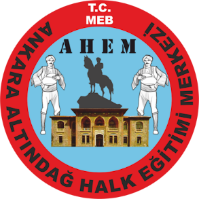 T.C.
MEB
AHEM
ANKARA ALTINDAĞ HALK EĞİTİMİ MERKEZİ